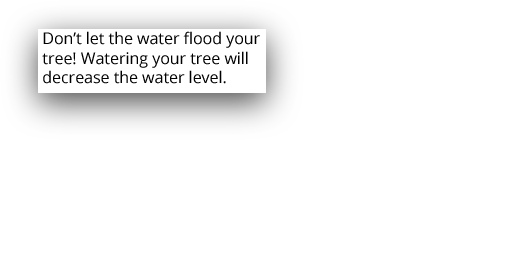 Don’t let the water flood your
tree! Watering your tree will
decrease the water level.